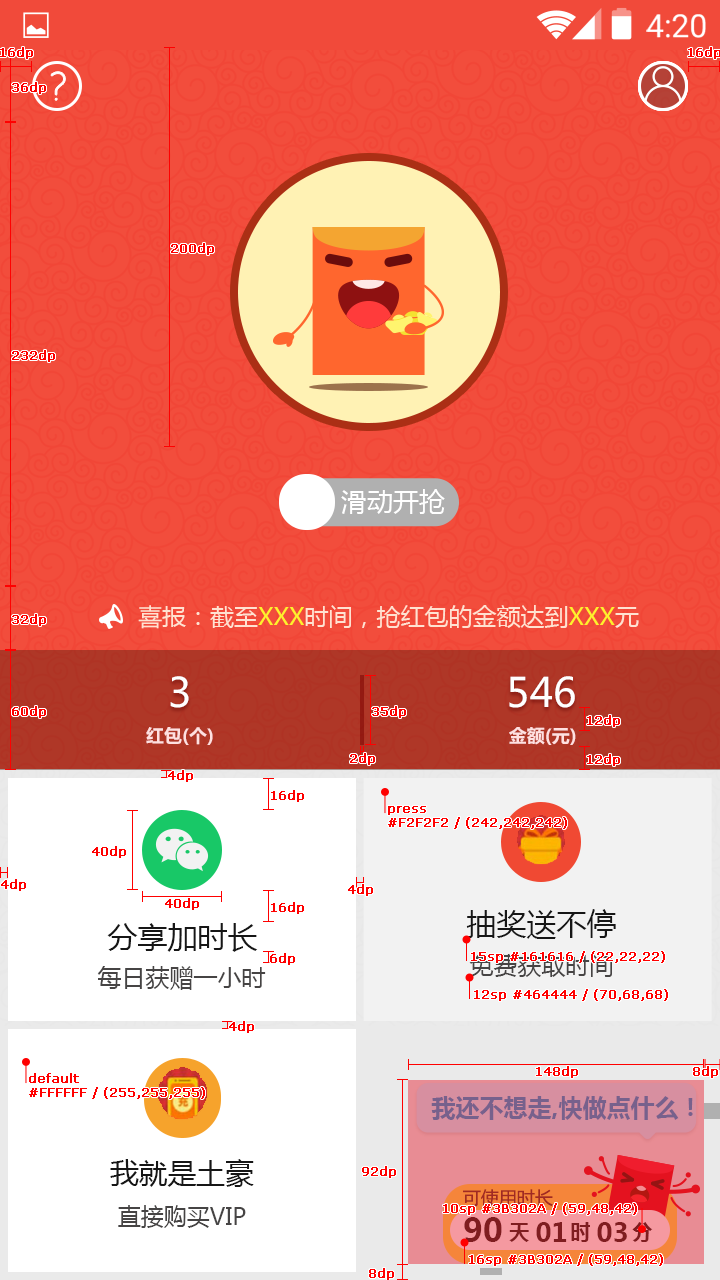 4:20
16dp
16dp
?
36dp
200dp
232dp
滑动开抢
32dp
喜报：截至XXX时间，抢红包的金额达到XXX元
3
546
60dp
35dp
12dp
红包(个)
金额(元)
2dp
12dp
4dp
16dp
press
#F2F2F2 / (242,242,242)
40dp
4dp
4dp
40dp
16dp
分享加时长
抽奖送不停
6dp
15sp #161616 / (22,22,22)
每日获赠一小时
免费获取时间
12sp #464444 / (70,68,68)
4dp
148dp
8dp
default
#FFFFFF / (255,255,255)
我还不想走,快做点什么！
92dp
我就是土豪
直接购买VIP
可使用时长
10sp #3B302A / (59,48,42)
90 天 01 时 03 分
16sp #3B302A / (59,48,42)
8dp